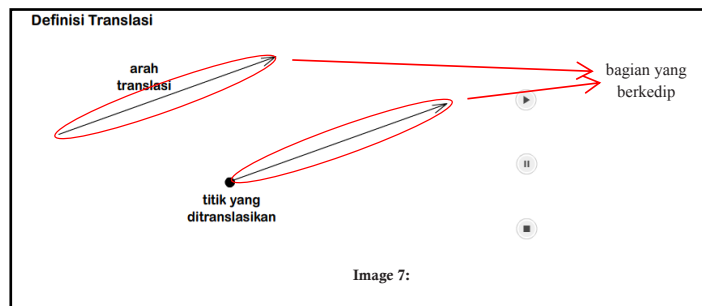 Definisi Translasi
arah
translasi
bagian yang
berkedip
titik yang
ditranslasikan
Image 7: